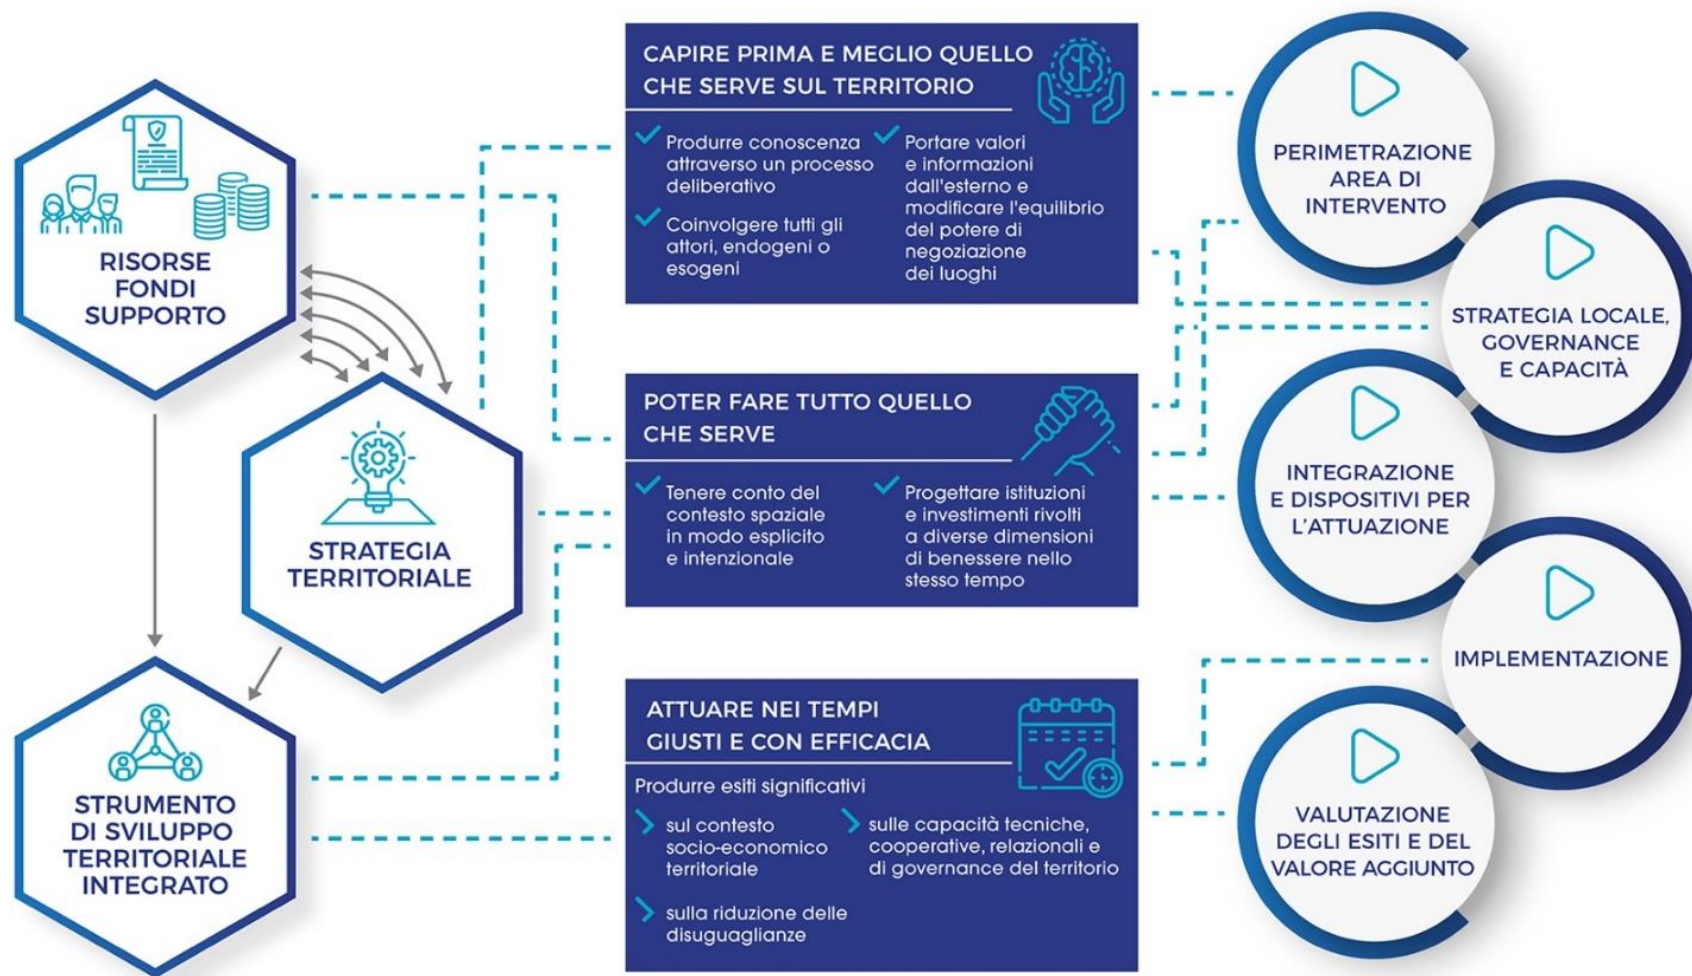 RISORSE
FONDI
SUPPORTO
STRATEGIA
TERRITORIALE
STRUMENTO
DI SVILUPPO
TERRITORIALE
INTEGRATO
CAPIRE PRIMA E MEGLIO QUELLO
CHE SERVE SUL TERRITORIO
Produrre conoscenza
attraverso un processo
deliberativo
Coinvolgere tutti gli
attori, endogeni o
esogeni
Portare valori
e informazioni
dall'esterno e
modificare l'equilibrio
del potere di
negoziazione
dei luoghi
POTER FARE TUTTO QUELLO
CHE SERVE
Tenere conto del
contesto spaziale
in modo esplicito
e intenzionale
Progettare istituzioni
e investimenti rivolti
a diverse dimensioni
di benessere nello
stesso tempo
ATTUARE NEI TEMPI
GIUSTI E CON EFFICACIA
Produrre esiti significativi
sul contesto
socio-economico
territoriale
sulla riduzione delle
disuguaglianze
sulle capacità tecniche,
cooperative, relazionali e
di governance del territorio
PERIMETRAZIONE
AREA DI
INTERVENTO
STRATEGIA LOCALE,
GOVERNANCE
E CAPACITÀ
INTEGRAZIONE
E DISPOSITIVI PER
L'ATTUAZIONE
IMPLEMENTAZIONE
VALUTAZIONE
DEGLI ESITI E DEL
VALORE AGGIUNTO